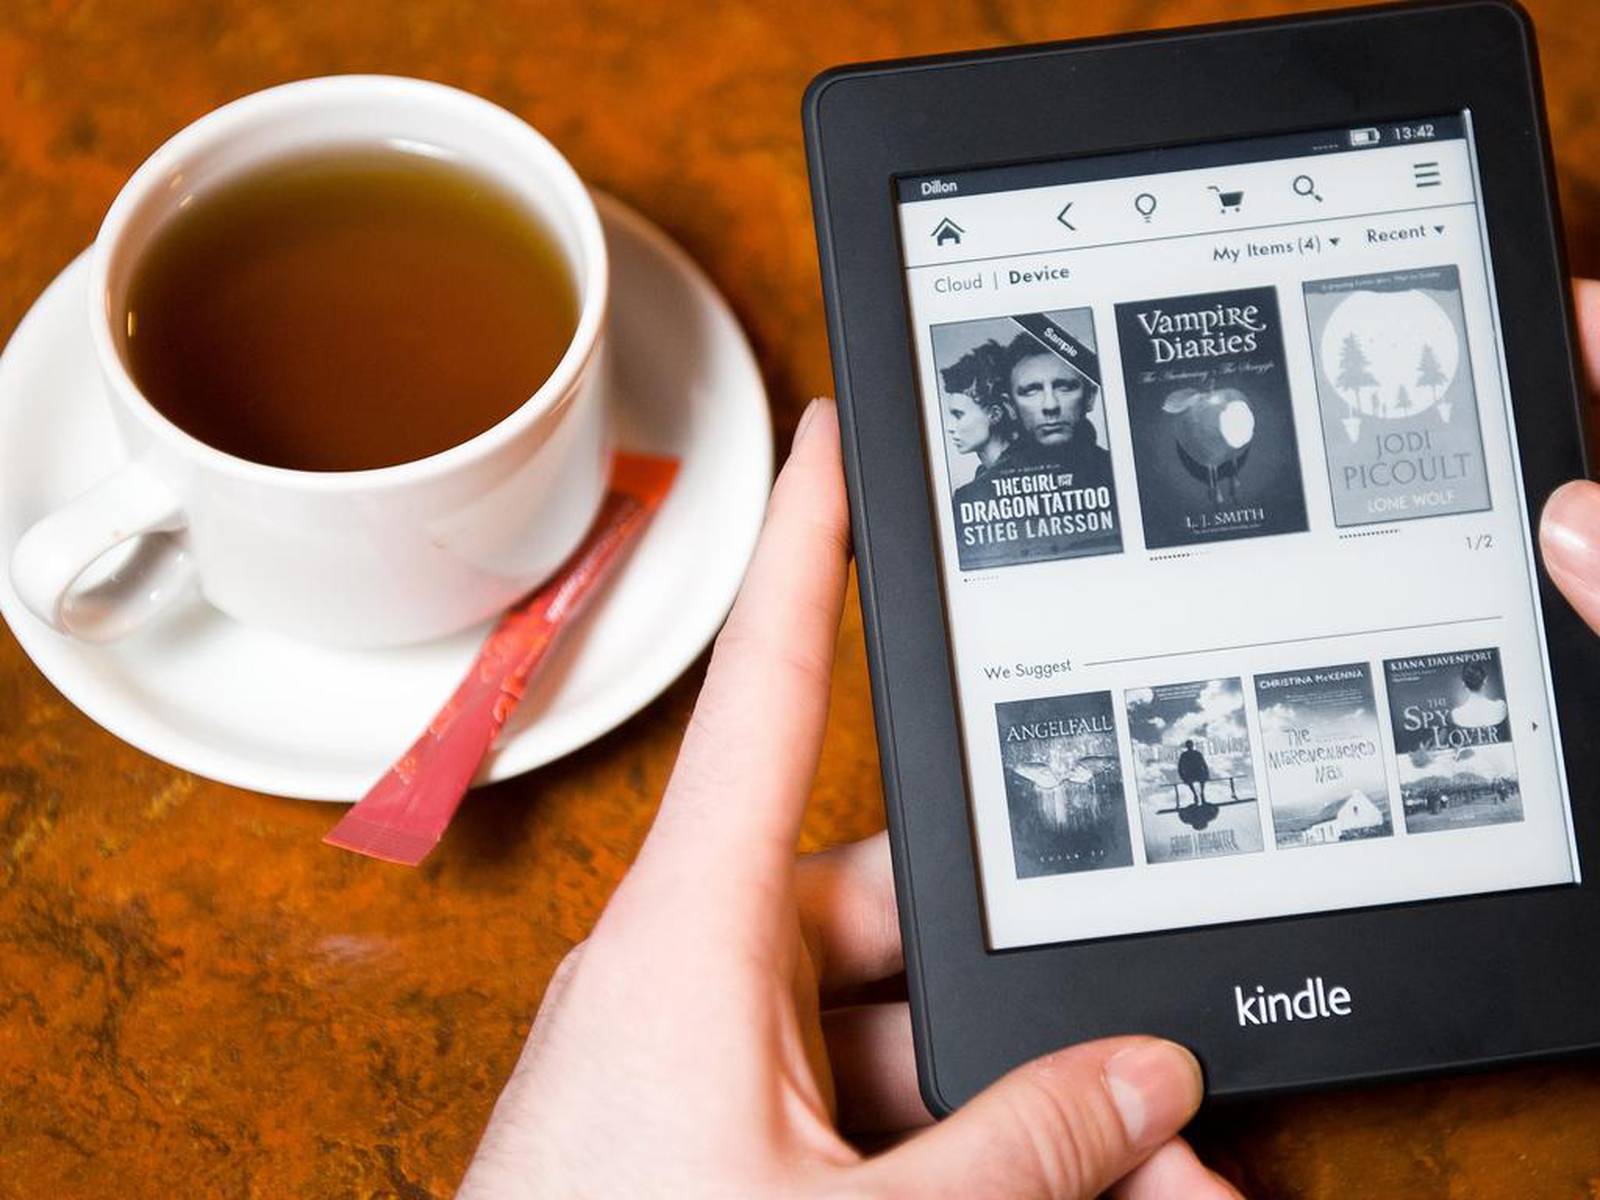 13:42
Dillon
My Items (4) Recent
Cloud | Device
Sample
THE GIRL WITH THE
DRAGON TATTOO
STIEG LARSSON
VAMPIRE
DIARIES
The Awakening & The Struggle
L. J. SMITH
JODI
PICOULT
LONE WOLF
1/2
We Suggest
ANGELFALL
CHRISTINA McKENNA
The
MISREMEMBERED
MAN
KIANA DAVENPORT
THE
SPY
LOVER
kindle